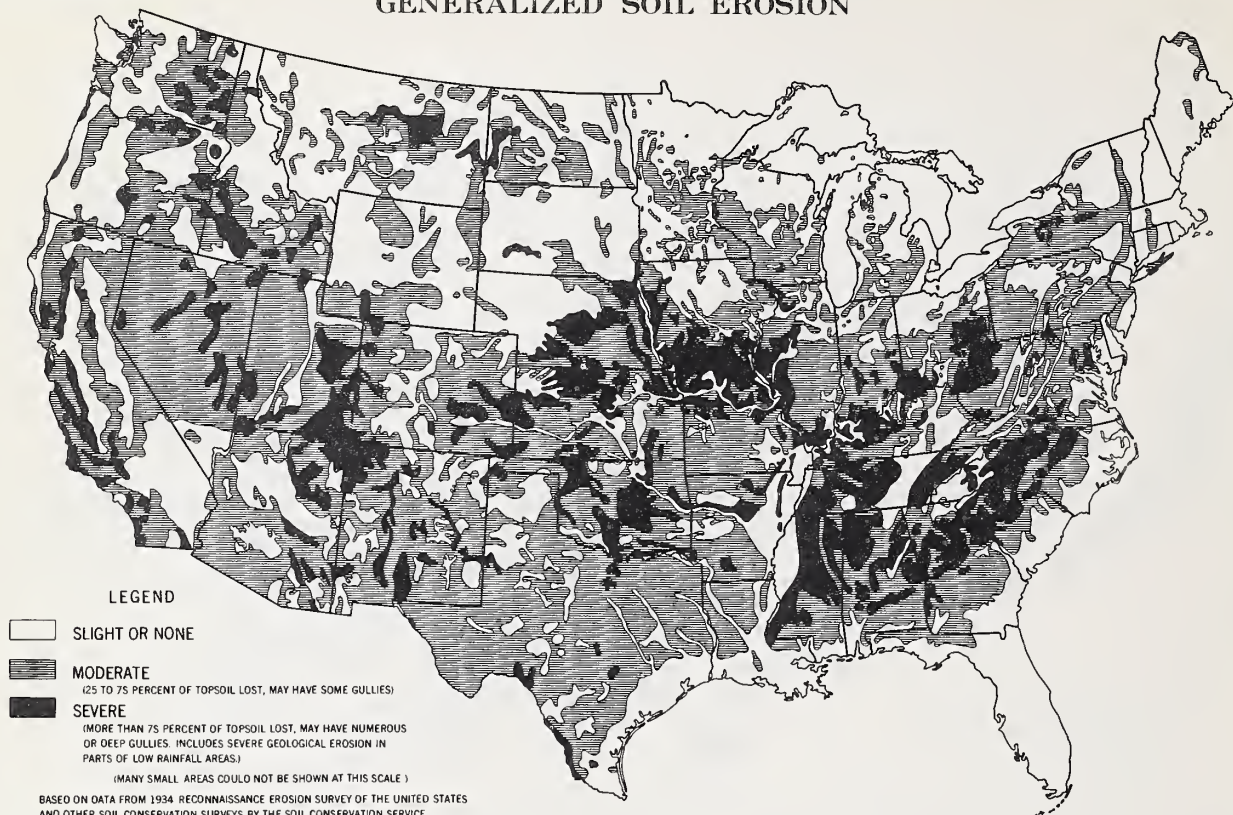 GENERALIZED SOIL EROSION
LEGEND
SLIGHT OR NONE
MODERATE
(25 TO 75 PERCENT OF TOPSOIL LOST, MAY HAVE SOME GULLIES)
SEVERE
(MORE THAN 75 PERCENT OF TOPSOIL LOST, MAY HAVE NUMEROUS
OR DEEP GULLIES. INCLUDES SEVERE GEOLOGICAL EROSION IN
PARTS OF LOW RAINFALL AREAS.)
(MANY SMALL AREAS COULD NOT BE SHOWN AT THIS SCALE)
BASED ON DATA FROM 1934 RECONNAISSANCE EROSION SURVEY OF THE UNITED STATES
AND OTHER SOIL CONSERVATION SURVEYS BY THE SOIL CONSERVATION SERVICE